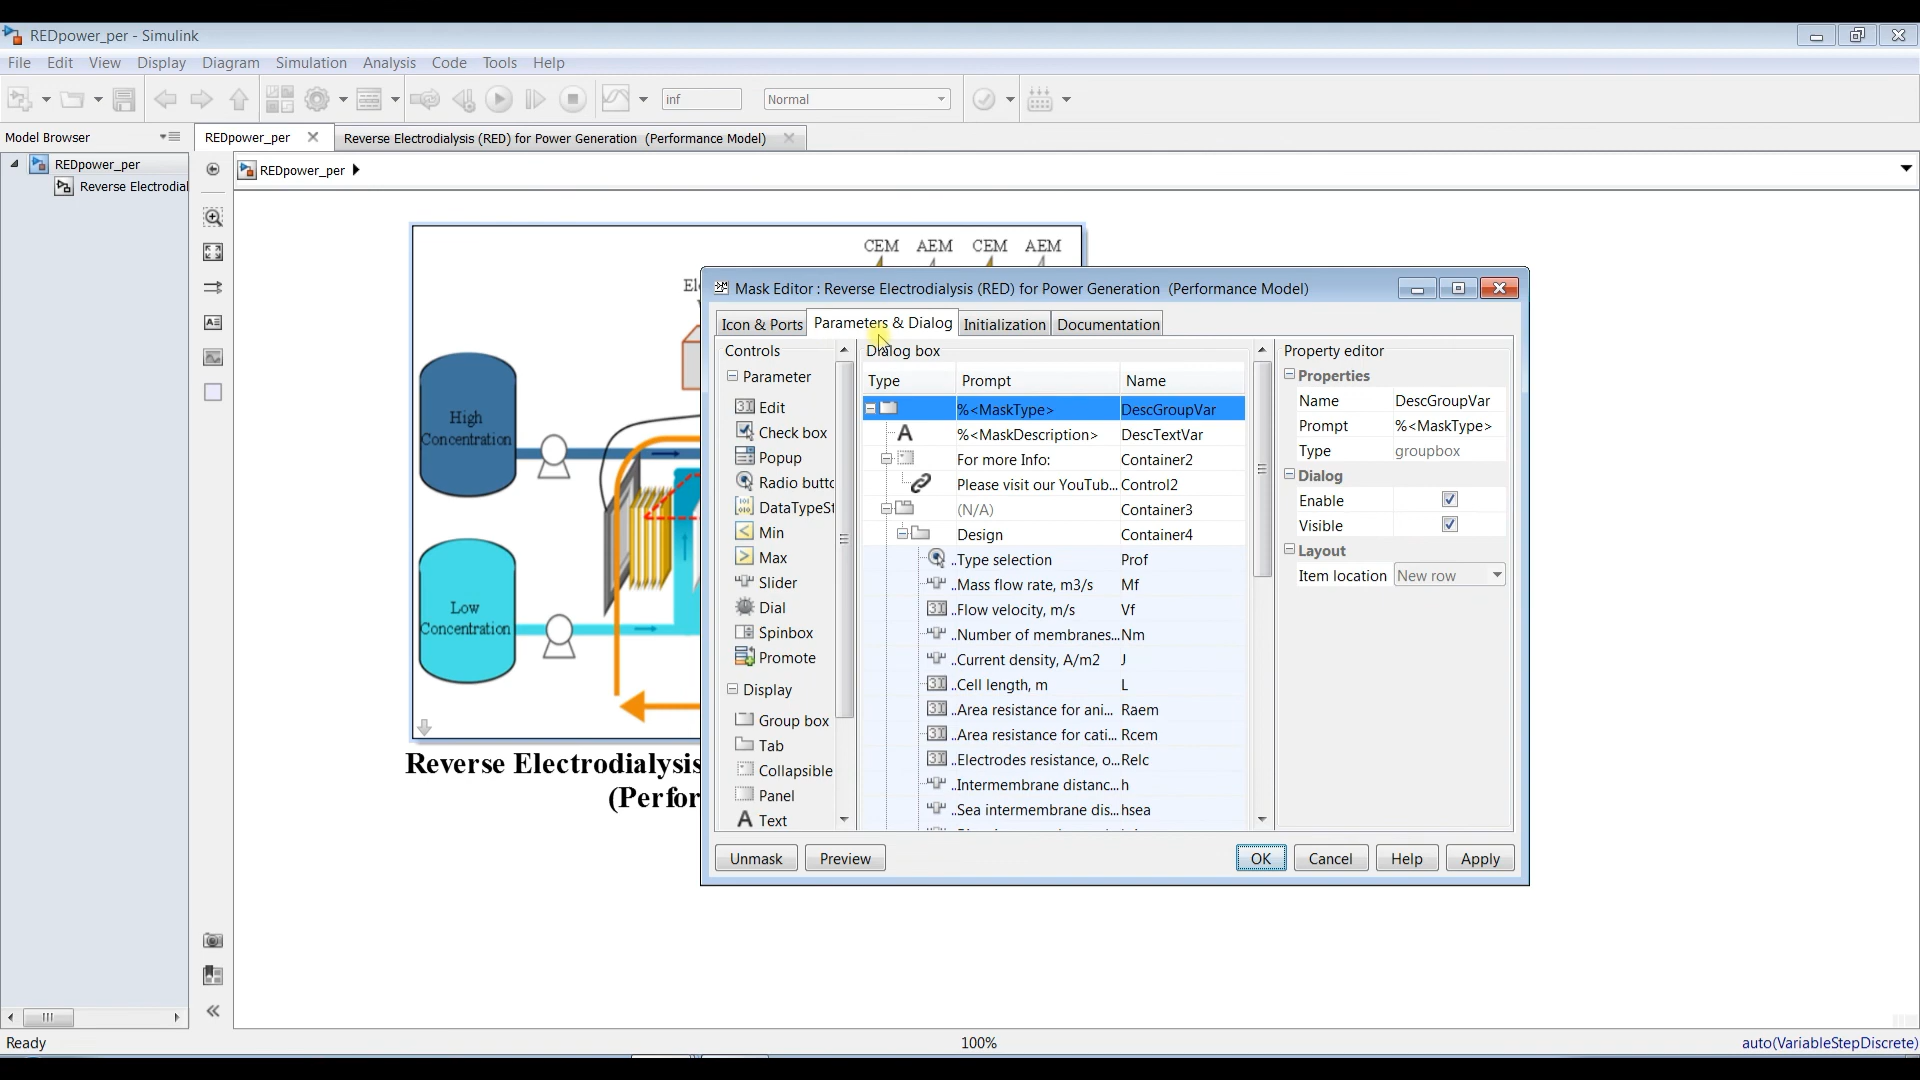 REDpower_per - Simulink
File Edit View Display Diagram Simulation Analysis Code Tools Help
inf Normal
Model Browser
REDpower_per
Reverse Electrodialysis (RED) for Power Generation (Performance Model)
REDpower_per
Reverse Electrodial
REDpower_per
CEM AEM CEM AEM
High
Concentration
Low
Concentration
Reverse Electrodialysis
(Perfor
Mask Editor : Reverse Electrodialysis (RED) for Power Generation (Performance Model)
Icon & Ports Parameters & Dialog Initialization Documentation
Controls
Parameter
Edit
Check box
Popup
Radio butto
DataTypeSt
Min
Max
Slider
Dial
Spinbox
Promote
Display
Group box
Tab
Collapsible
Panel
Text
Dialog box
Type Prompt Name
%<MaskType> DescGroupVar
%<MaskDescription> DescTextVar
For more Info: Container2
Please visit our YouTub... Control2
(N/A) Container3
Design Container4
..Type selection Prof
..Mass flow rate, m3/s Mf
..Flow velocity, m/s Vf
..Number of membranes... Nm
..Current density, A/m2 J
..Cell length, m L
..Area resistance for ani... Raem
..Area resistance for cati... Rcem
..Electrodes resistance, o... Relc
..Intermembrane distanc... h
..Sea intermembrane dis... hsea
Property editor
Properties
Name DescGroupVar
Prompt %<MaskType>
Type groupbox
Dialog
Enable
Visible
Layout
Item location New row
Unmask Preview OK Cancel Help Apply
Ready 100% auto(VariableStepDiscrete)